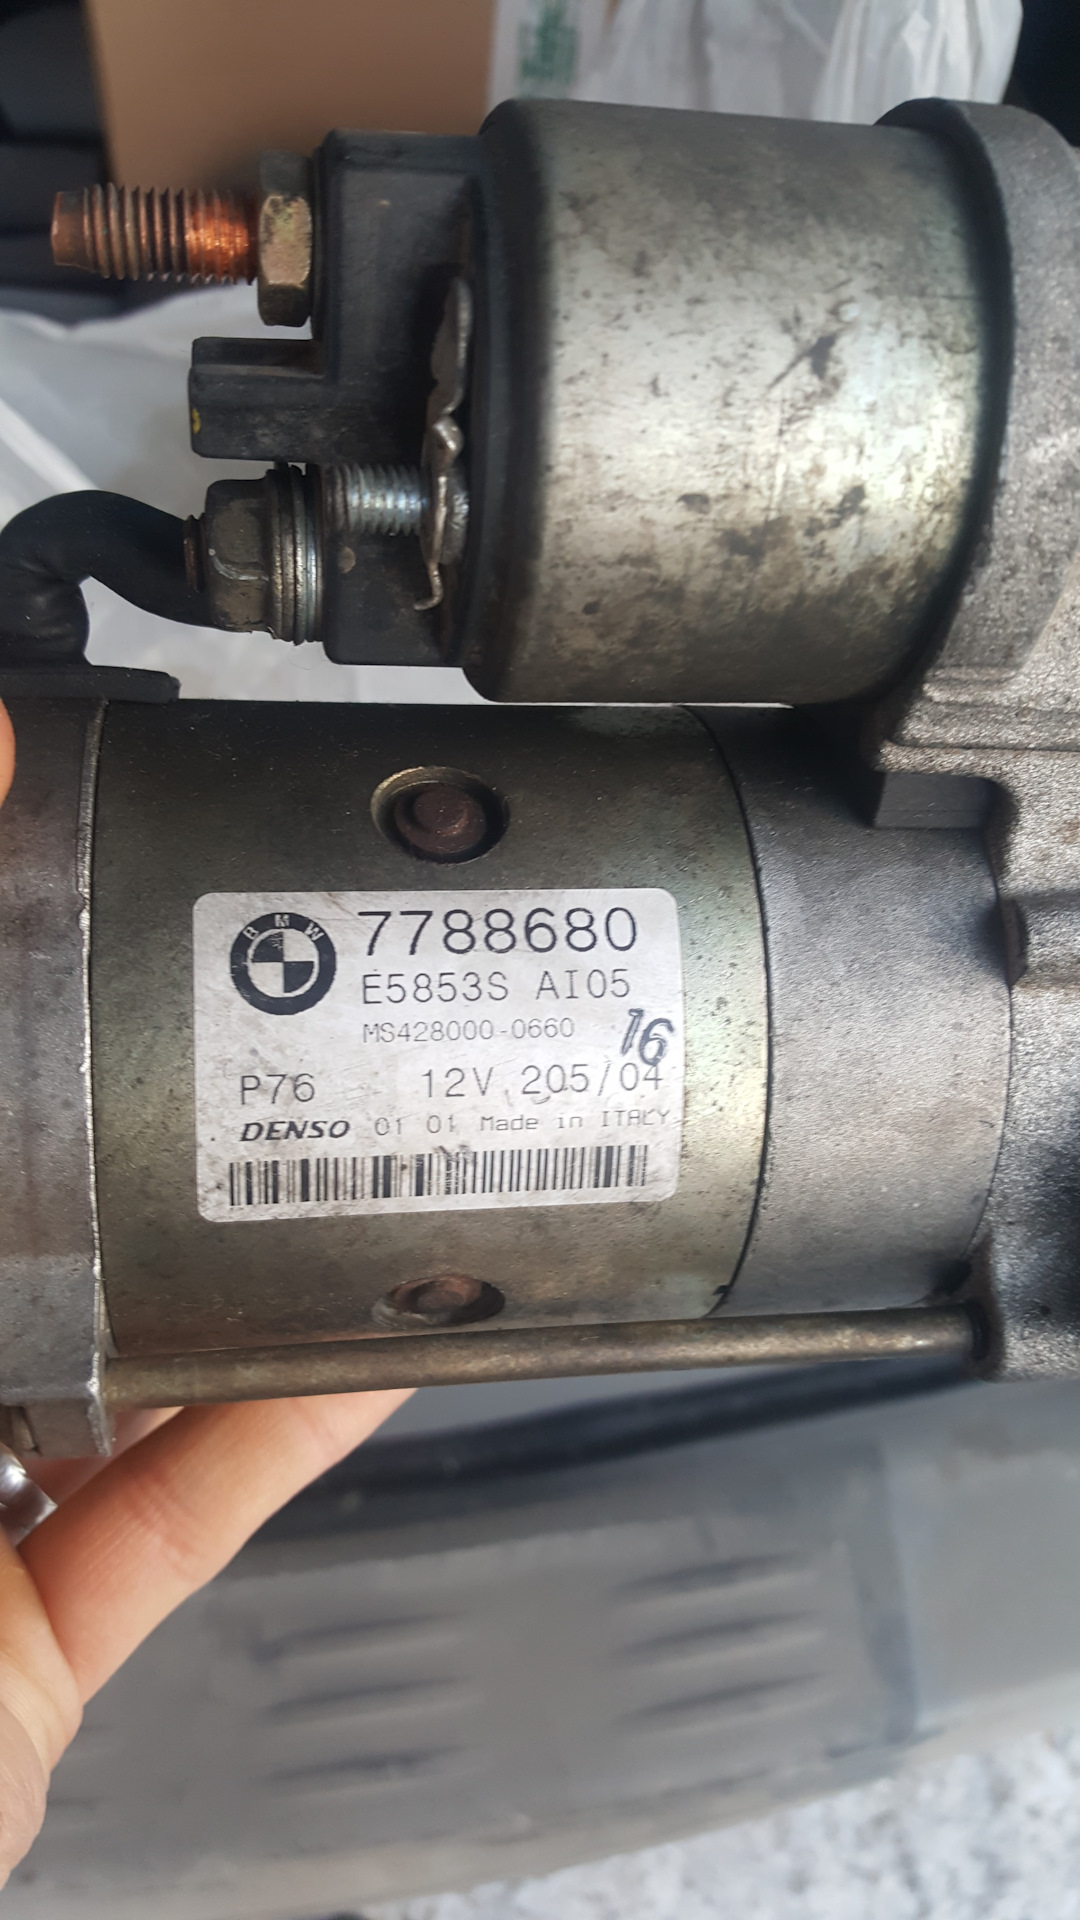 BMW
7788680
E5853S AI05
MS428000-0660
16
P76 12V 205/04
DENSO 01 01 Made in ITALY